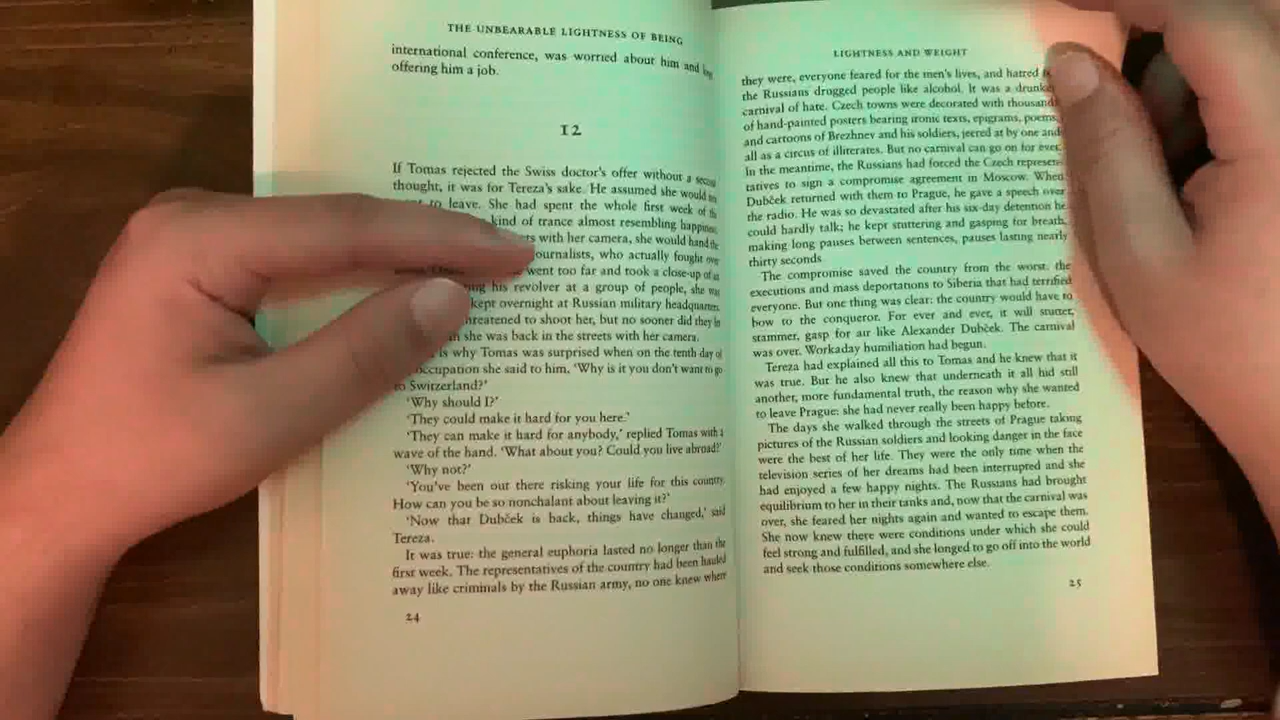 THE UNBEARABLE LIGHTNESS OF BEING
international conference, was worried about him and
offering him a job.
12
If Tomas rejected the Swiss doctor's offer without a
thought, it was for Tereza's sake. He assumed she would
to leave. She had spent the whole first week of
kind of trance almost resembling
with her camera, she would hand the
who actually fought
went too far and took a close-up of
his revolver at a group of people, she was
kept overnight at Russian military
to shoot her, but no sooner did they
she was back in the streets with her camera.
is why Tomas was surprised when on the tenth day of
she said to him, 'Why is it you don't want to go
to Switzerland?'
'Why should I?'
'They could make it hard for you here.'
'They can make it hard for anybody,' replied Tomas with a
wave of the hand. 'What about you? Could you live abroad?'
'Why not?'
'You've been out there risking your life for this country.
How can you be so nonchalant about leaving it?'
'Now that Dubček is back, things have changed,' said
Tereza.
It was true: the general euphoria lasted no longer than the
first week. The representatives of the country had been hauled
away like criminals by the Russian army, no one knew where
24
LIGHTNESS AND WEIGHT
they were, everyone feared for the men's lives, and hatred
the Russians drugged people like alcohol. It was a
carnival of hate. Czech towns were decorated with thousands
of hand-painted posters bearing ironic texts, epigrams, poems,
and cartoons of Brezhnev and his soldiers, jeered at by one and
all as a circus of illiterates. But no carnival can go on for ever.
In the meantime, the Russians had forced the Czech represen-
tatives to sign a compromise agreement in Moscow. When
Dubček returned with them to Prague, he gave a speech over
the radio. He was so devastated after his six-day detention he
could hardly talk; he kept stuttering and gasping for breath,
making long pauses between sentences, pauses lasting nearly
thirty seconds.
The compromise saved the country from the worst: the
executions and mass deportations to Siberia that had terrified
everyone. But one thing was clear: the country would have to
bow to the conqueror. For ever and ever, it will stutter,
stammer, gasp for air like Alexander Dubček. The carnival
was over. Workaday humiliation had begun.
Tereza had explained all this to Tomas and he knew that it
was true. But he also knew that underneath it all hid still
another, more fundamental truth, the reason why she wanted
to leave Prague: she had never really been happy before.
The days she walked through the streets of Prague taking
pictures of the Russian soldiers and looking danger in the face
were the best of her life. They were the only time when the
television series of her dreams had been interrupted and she
had enjoyed a few happy nights. The Russians had brought
equilibrium to her in their tanks and, now that the carnival was
over, she feared her nights again and wanted to escape them.
She now knew there were conditions under which she could
feel strong and fulfilled, and she longed to go off into the world
and seek those conditions somewhere else.
25